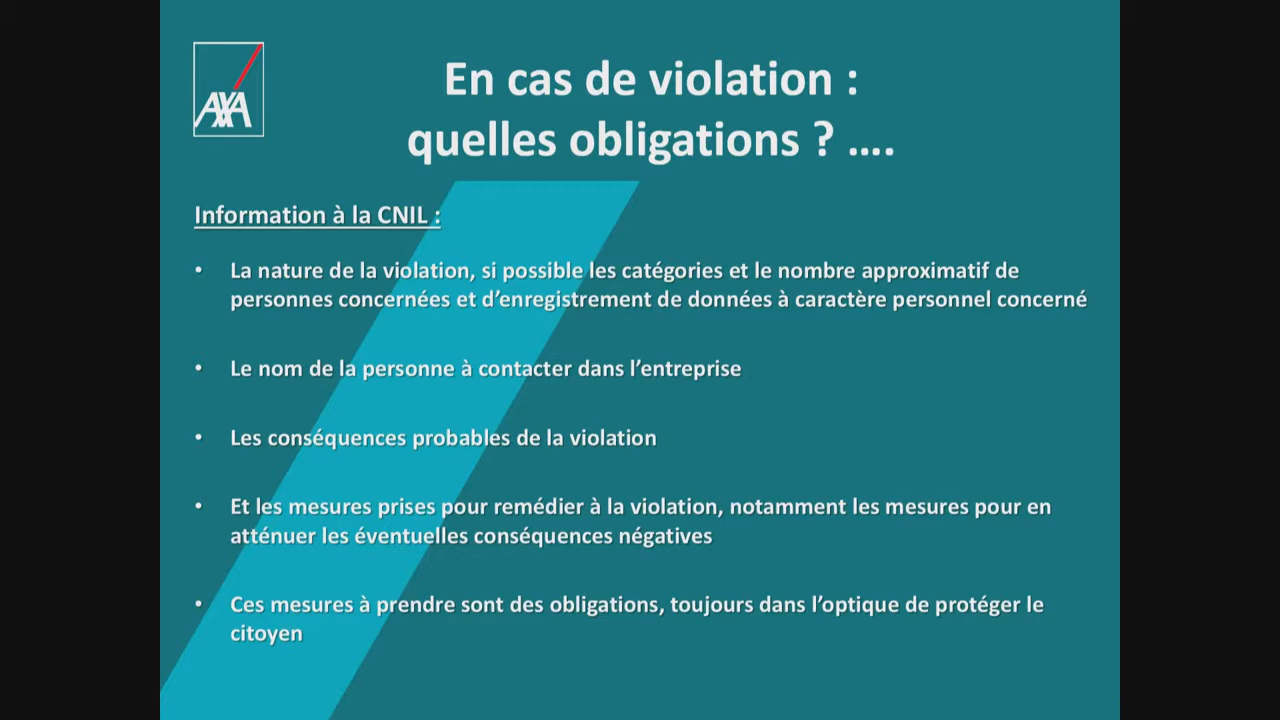 AXA
En cas de violation :
quelles obligations ? ....
Information à la CNIL :
• La nature de la violation, si possible les catégories et le nombre approximatif de
personnes concernées et d’enregistrement de données à caractère personnel concerné
• Le nom de la personne à contacter dans l’entreprise
• Les conséquences probables de la violation
• Et les mesures prises pour remédier à la violation, notamment les mesures pour en
atténuer les éventuelles conséquences négatives
• Ces mesures à prendre sont des obligations, toujours dans l’optique de protéger le
citoyen